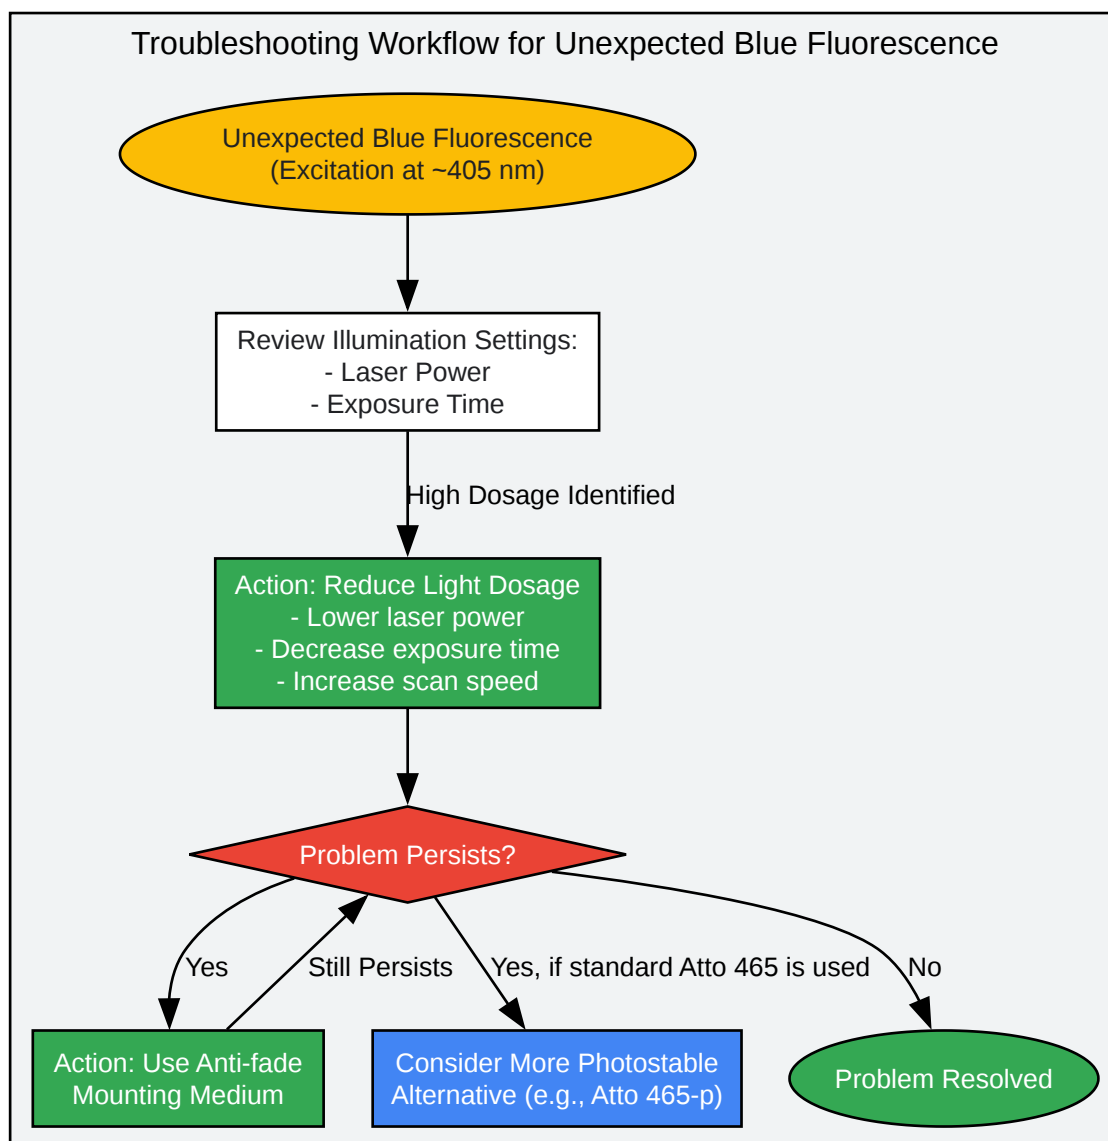 Troubleshooting Workflow for Unexpected Blue Fluorescence
Unexpected Blue Fluorescence
(Excitation at ~405 nm)
Review Illumination Settings:
- Laser Power
- Exposure Time
High Dosage Identified
Action: Reduce Light Dosage
- Lower laser power
- Decrease exposure time
- Increase scan speed
Problem Persists?
Yes
Still Persists
Yes, if standard Atto 465 is used
No
Action: Use Anti-fade
Mounting Medium
Consider More Photostable
Alternative (e.g., Atto 465-p)
Problem Resolved